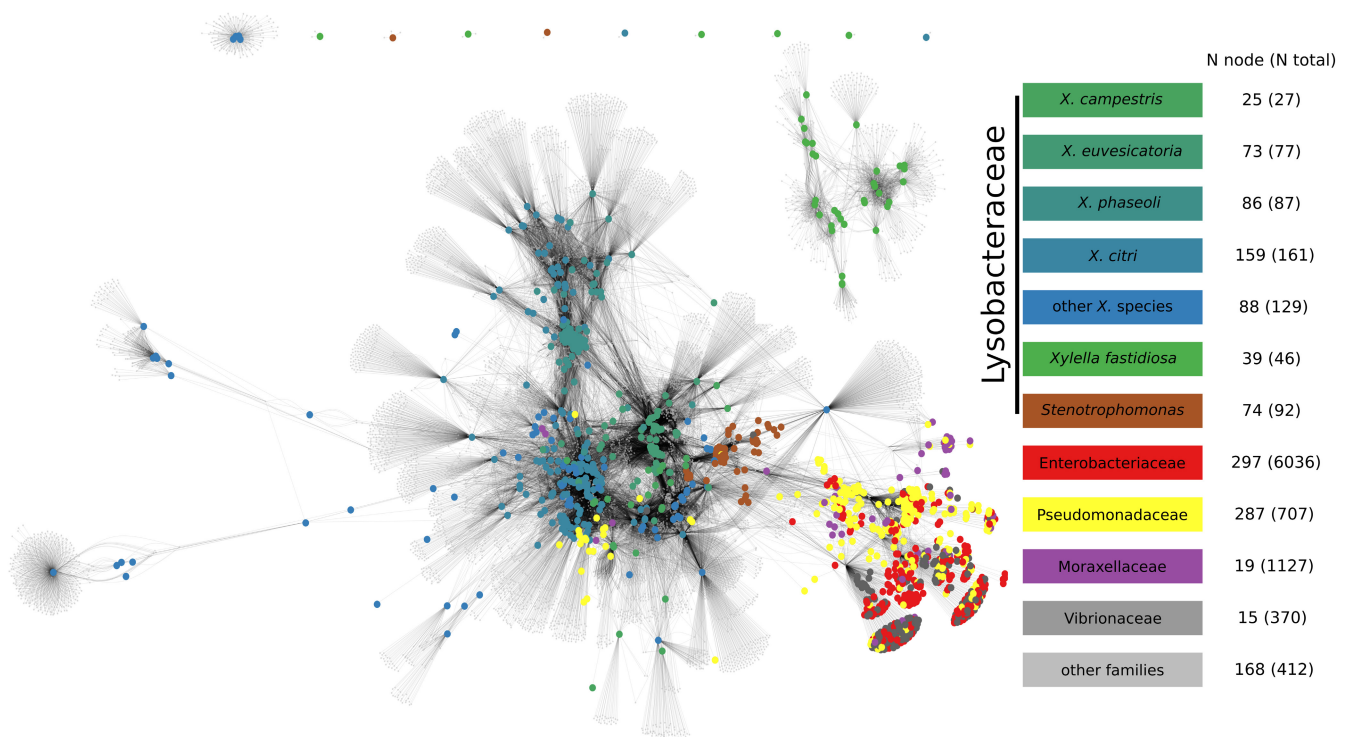 N node (N total)
Lysobacteraceae
X. campestris 25 (27)
X. euvesicatoria 73 (77)
X. phaseoli 86 (87)
X. citri 159 (161)
other X. species 88 (129)
Xylella fastidiosa 39 (46)
Stenotrophomonas 74 (92)
Enterobacteriaceae 297 (6036)
Pseudomonadaceae 287 (707)
Moraxellaceae 19 (1127)
Vibrionaceae 15 (370)
other families 168 (412)